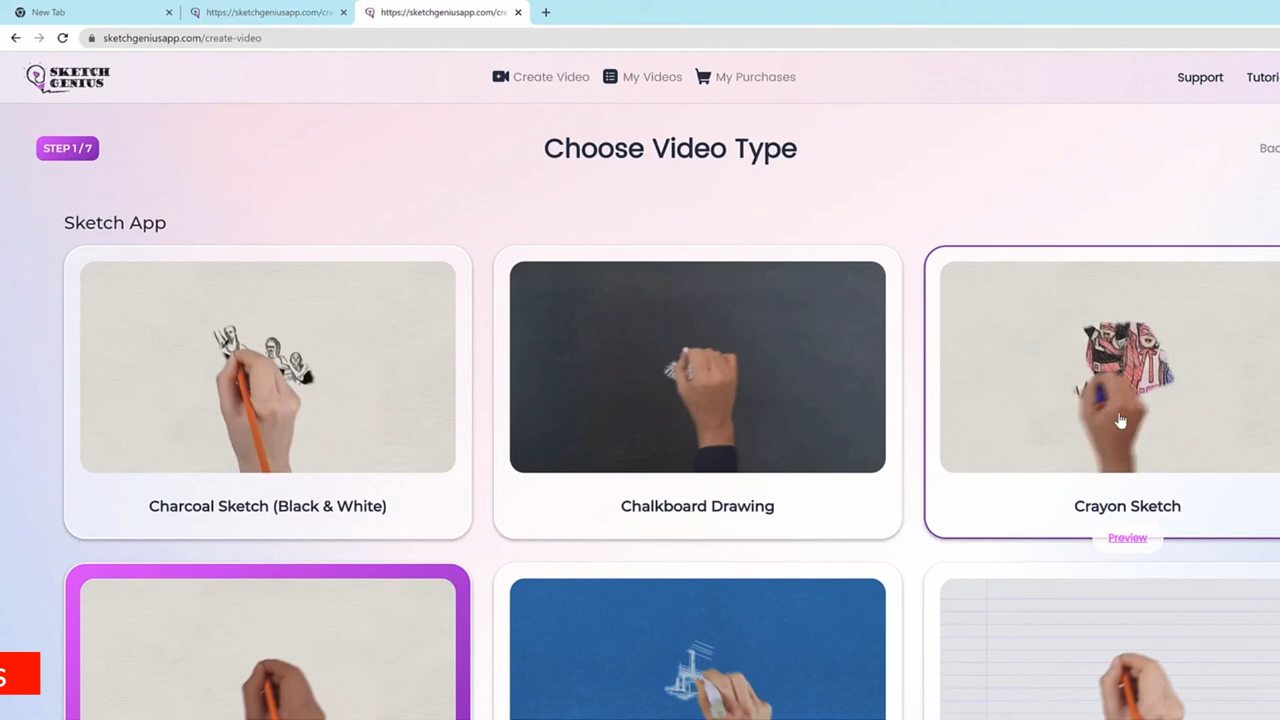 New Tab
https://sketchgeniusapp.com/cre
https://sketchgeniusapp.com/cre
sketchgeniusapp.com/create-video
SKETCH
GENIUS
Create Video
My Videos
My Purchases
Support
Tutori
STEP 1 / 7
Choose Video Type
Bac
Sketch App
Charcoal Sketch (Black & White)
Chalkboard Drawing
Crayon Sketch
Preview
s